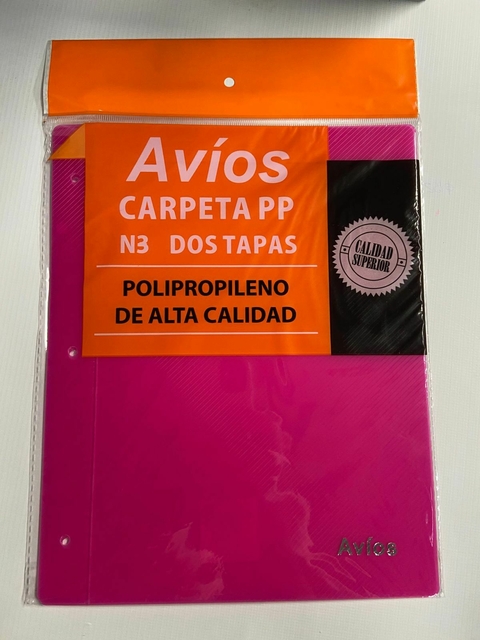 Avíos
CARPETA PP
N3 DOS TAPAS
POLIPROPILENO
DE ALTA CALIDAD
CALIDAD
SUPERIOR
Avíos